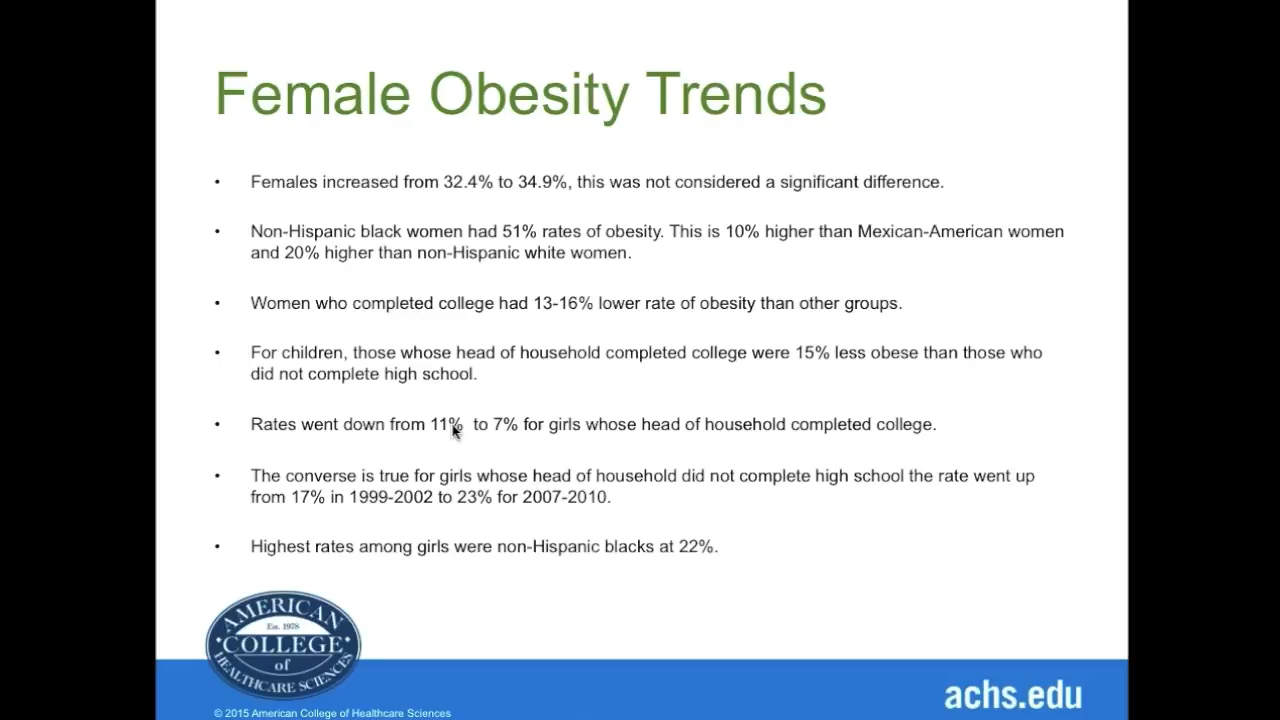 Female Obesity Trends
• Females increased from 32.4% to 34.9%, this was not considered a significant difference.
• Non-Hispanic black women had 51% rates of obesity. This is 10% higher than Mexican-American women
and 20% higher than non-Hispanic white women.
• Women who completed college had 13-16% lower rate of obesity than other groups.
• For children, those whose head of household completed college were 15% less obese than those who
did not complete high school.
• Rates went down from 11% to 7% for girls whose head of household completed college.
• The converse is true for girls whose head of household did not complete high school the rate went up
from 17% in 1999-2002 to 23% for 2007-2010.
• Highest rates among girls were non-Hispanic blacks at 22%.
AMERICAN
Est. 1978
COLLEGE
of
HEALTHCARE SCIENCES
achs.edu
© 2015 American College of Healthcare Sciences